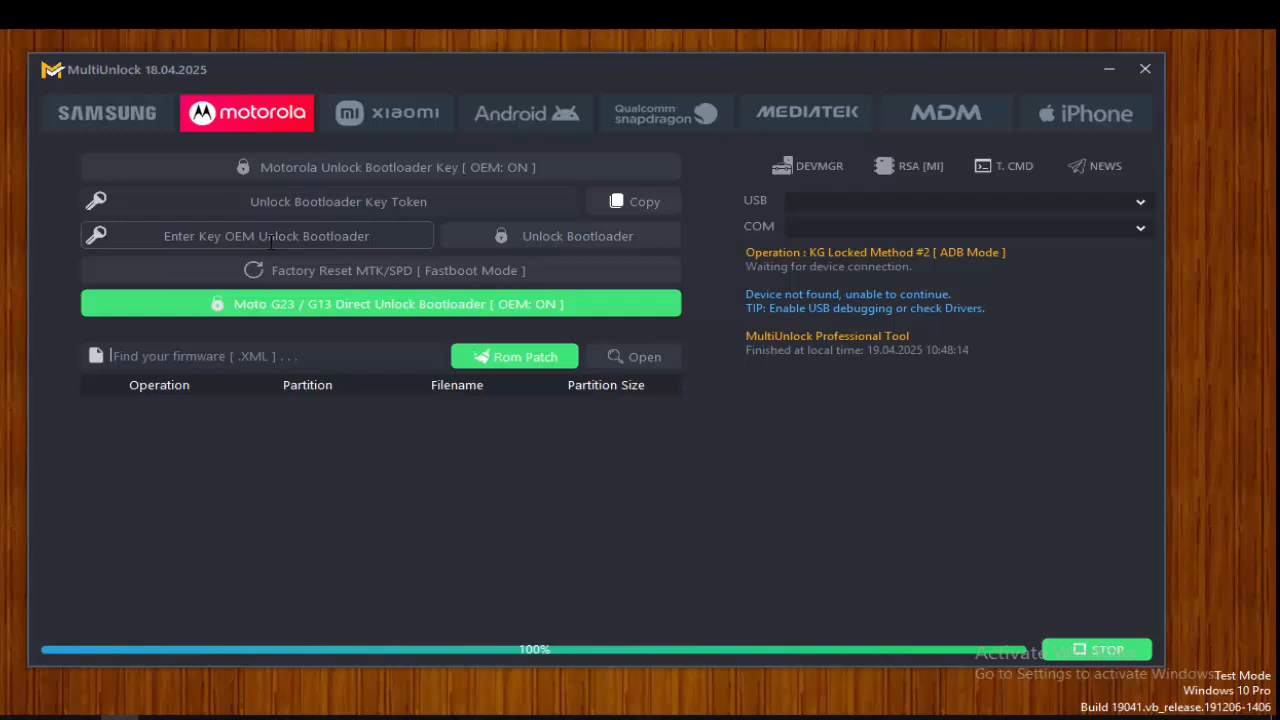 MultiUnlock 18.04.2025
SAMSUNG
motorola
xiaomi
Android
Qualcomm snapdragon
MEDIATEK
MDM
iPhone
Motorola Unlock Bootloader Key [ OEM: ON ]
Unlock Bootloader Key Token
Copy
Enter Key OEM Unlock Bootloader
Unlock Bootloader
Factory Reset MTK/SPD [ Fastboot Mode ]
Moto G23 / G13 Direct Unlock Bootloader [ OEM: ON ]
Find your firmware [ .XML ] . . .
Rom Patch
Open
Operation Partition Filename Partition Size
DEVMGR
RSA [MI]
T. CMD
NEWS
USB
COM
Operation : KG Locked Method #2 [ ADB Mode ]
Waiting for device connection.
Device not found, unable to continue.
TIP: Enable USB debugging or check Drivers.
MultiUnlock Professional Tool
Finished at local time: 19.04.2025 10:48:14
100%
STOP
Activate Windows
Go to Settings to activate Windows.
Test Mode
Windows 10 Pro
Build 19041.vb_release.191206-1406